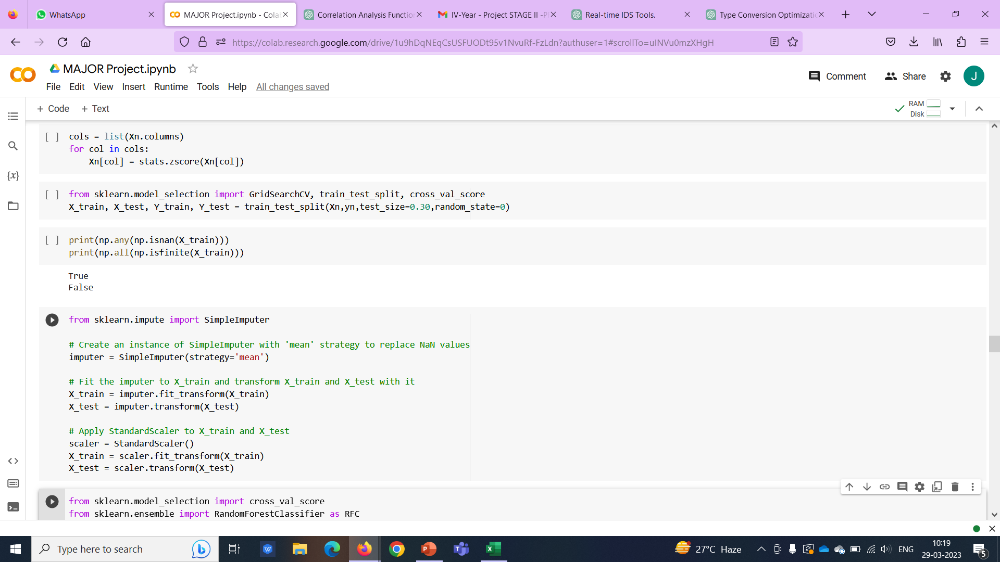 WhatsApp
MAJOR Project.ipynb - Cola
Correlation Analysis Function
IV-Year - Project STAGE II -P
Real-time IDS Tools.
Type Conversion Optimizatio
https://colab.research.google.com/drive/1u9hDqNEqCsUSFUODt95v1NvuRf-FzLdn?authuser=1#scrollTo=uINVu0mzXHgH
MAJOR Project.ipynb
Comment
Share
J
File Edit View Insert Runtime Tools Help All changes saved
+ Code + Text
RAM
Disk
[ ] cols = list(Xn.columns)
for col in cols:
    Xn[col] = stats.zscore(Xn[col])
{x}
[ ] from sklearn.model_selection import GridSearchCV, train_test_split, cross_val_score
X_train, X_test, Y_train, Y_test = train_test_split(Xn,yn,test_size=0.30,random_state=0)
[ ] print(np.any(np.isnan(X_train)))
print(np.all(np.isfinite(X_train)))
True
False
from sklearn.impute import SimpleImputer
# Create an instance of SimpleImputer with 'mean' strategy to replace NaN values
imputer = SimpleImputer(strategy='mean')
# Fit the imputer to X_train and transform X_train and X_test with it
X_train = imputer.fit_transform(X_train)
X_test = imputer.transform(X_test)
# Apply StandardScaler to X_train and X_test
scaler = StandardScaler()
X_train = scaler.fit_transform(X_train)
X_test = scaler.transform(X_test)
from sklearn.model_selection import cross_val_score
from sklearn.ensemble import RandomForestClassifier as RFC
Type here to search
27°C Haze
ENG
10:19
29-03-2023
5